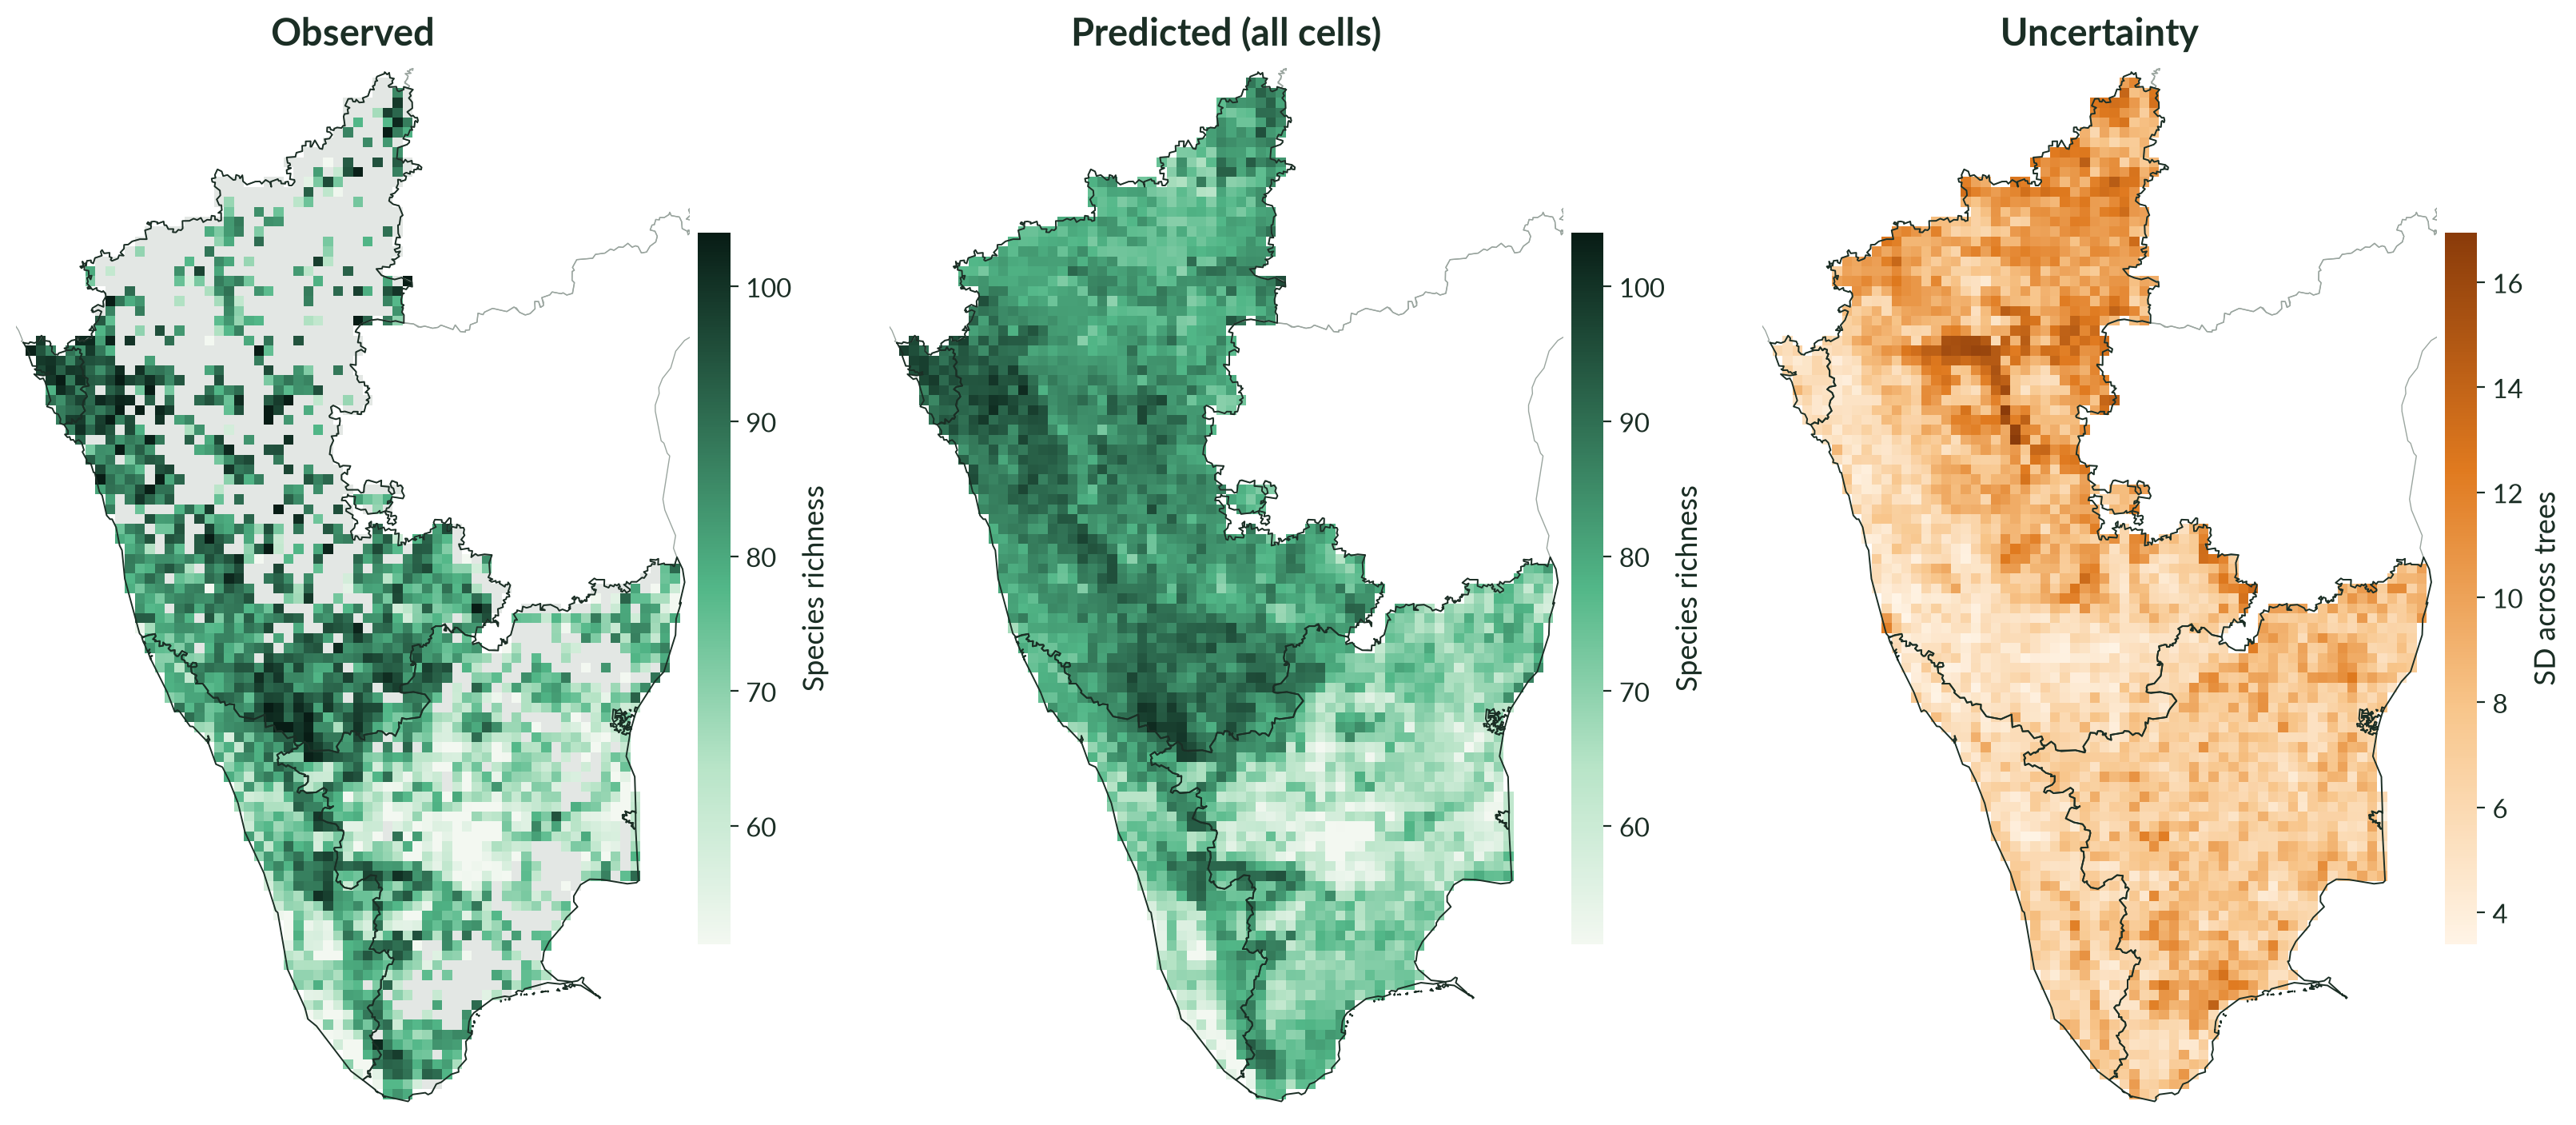 Observed
100
90
80
70
60
Species richness
Predicted (all cells)
100
90
80
70
60
Species richness
Uncertainty
16
14
12
10
8
6
4
SD across trees